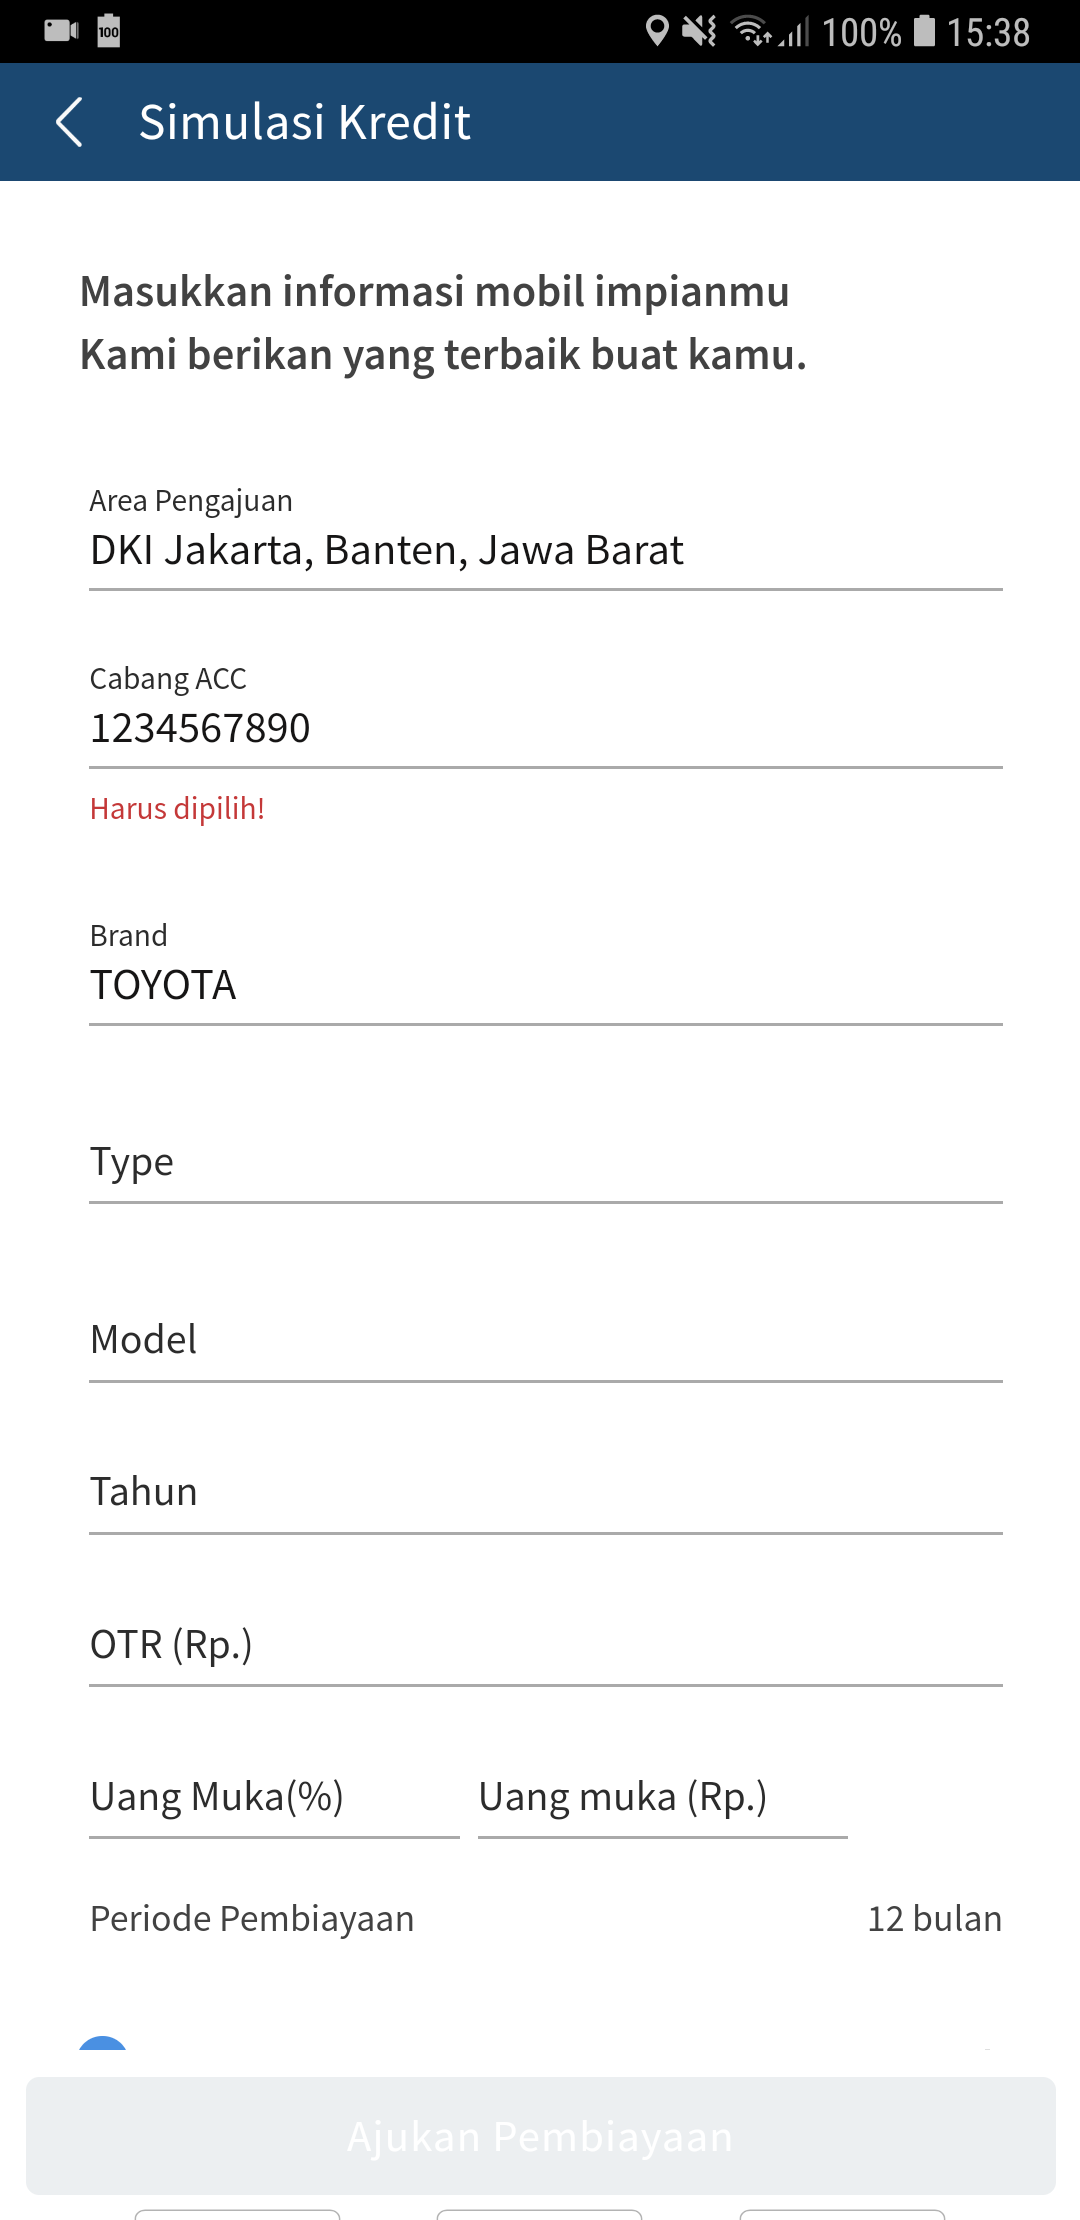 100
100% 15:38
Simulasi Kredit
Masukkan informasi mobil impianmu
Kami berikan yang terbaik buat kamu.
Area Pengajuan
DKI Jakarta, Banten, Jawa Barat
Cabang ACC
1234567890
Harus dipilih!
Brand
TOYOTA
Type
Model
Tahun
OTR (Rp.)
Uang Muka(%) Uang muka (Rp.)
Periode Pembiayaan 12 bulan
Ajukan Pembiayaan